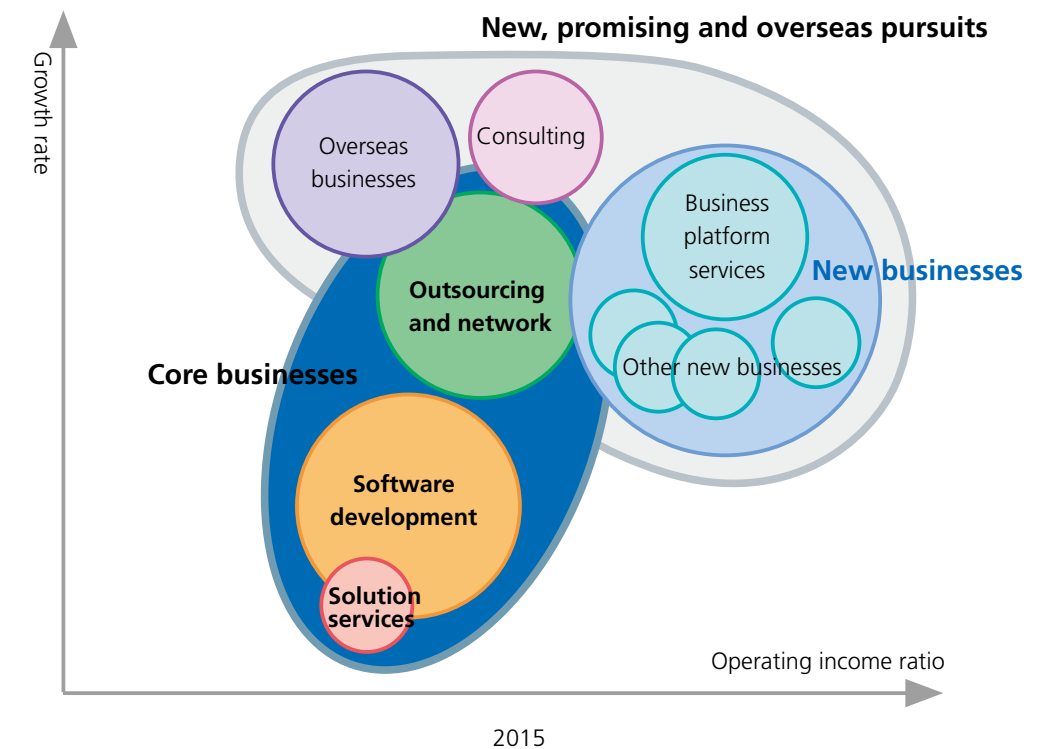 New, promising and overseas pursuits
Growth rate
Overseas
businesses
Consulting
Business
platform
services
New businesses
Outsourcing
and network
Other new businesses
Core businesses
Software
development
Solution
services
Operating income ratio
2015